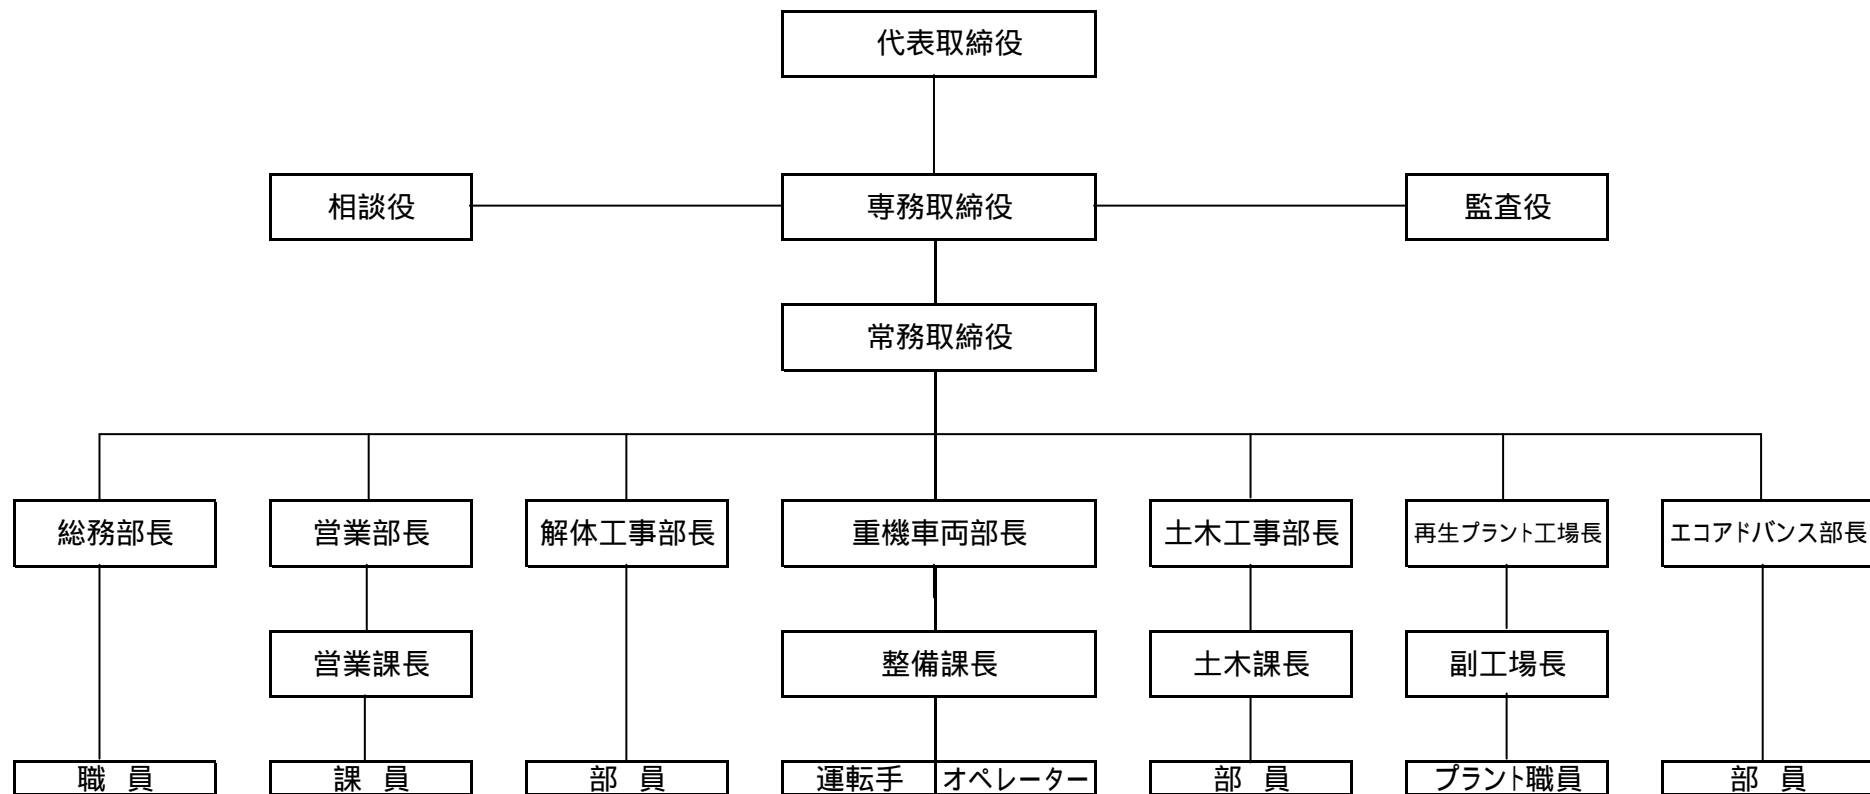 代表取締役
相談役
専務取締役
監査役
常務取締役
総務部長
営業部長
解体工事部長
重機車両部長
土木工事部長
再生プラント工場長
エコアドバンス部長
営業課長
整備課長
土木課長
副工場長
職 員
課 員
部 員
運転手
オペレーター
部 員
プラント職員
部 員